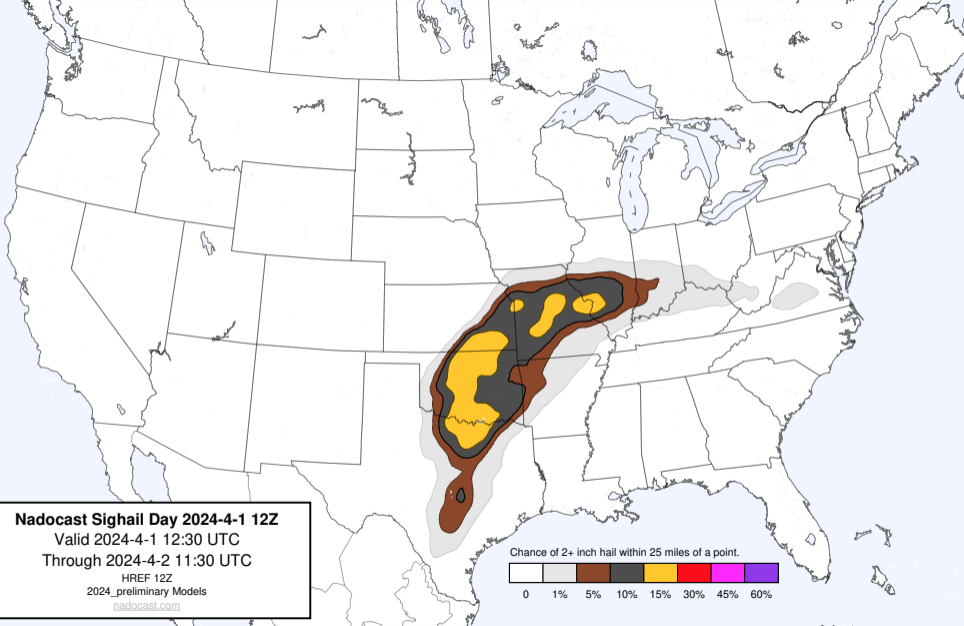 Nadocast Sighail Day 2024-4-1 12Z
Valid 2024-4-1 12:30 UTC
Through 2024-4-2 11:30 UTC
HREF 12Z
2024_preliminary Models
nadocast.com
Chance of 2+ inch hail within 25 miles of a point.
0 1% 5% 10% 15% 30% 45% 60%